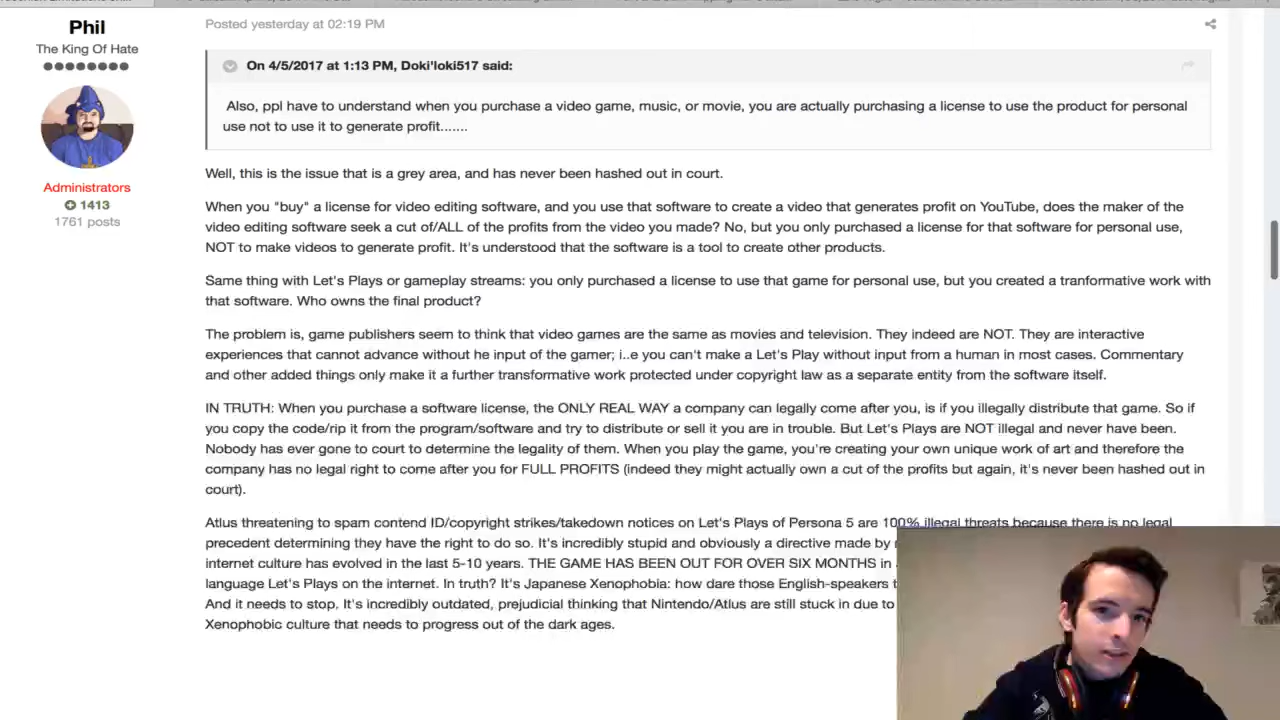 Phil
The King Of Hate
Administrators
1413
1761 posts
Posted yesterday at 02:19 PM
On 4/5/2017 at 1:13 PM, Doki'loki517 said:
Also, ppl have to understand when you purchase a video game, music, or movie, you are actually purchasing a license to use the product for personal
use not to use it to generate profit.......
Well, this is the issue that is a grey area, and has never been hashed out in court.
When you "buy" a license for video editing software, and you use that software to create a video that generates profit on YouTube, does the maker of the
video editing software seek a cut of/ALL of the profits from the video you made? No, but you only purchased a license for that software for personal use,
NOT to make videos to generate profit. It's understood that the software is a tool to create other products.
Same thing with Let's Plays or gameplay streams: you only purchased a license to use that game for personal use, but you created a tranformative work with
that software. Who owns the final product?
The problem is, game publishers seem to think that video games are the same as movies and television. They indeed are NOT. They are interactive
experiences that cannot advance without he input of the gamer; i..e you can't make a Let's Play without input from a human in most cases. Commentary
and other added things only make it a further transformative work protected under copyright law as a separate entity from the software itself.
IN TRUTH: When you purchase a software license, the ONLY REAL WAY a company can legally come after you, is if you illegally distribute that game. So if
you copy the code/rip it from the program/software and try to distribute or sell it you are in trouble. But Let's Plays are NOT illegal and never have been.
Nobody has ever gone to court to determine the legality of them. When you play the game, you're creating your own unique work of art and therefore the
company has no legal right to come after you for FULL PROFITS (indeed they might actually own a cut of the profits but again, it's never been hashed out in
court).
Atlus threatening to spam contend ID/copyright strikes/takedown notices on Let's Plays of Persona 5 are 100% illegal threats because there is no legal
precedent determining they have the right to do so. It's incredibly stupid and obviously a directive made by
internet culture has evolved in the last 5-10 years. THE GAME HAS BEEN OUT FOR OVER SIX MONTHS in
language Let's Plays on the internet. In truth? It's Japanese Xenophobia: how dare those English-speakers
And it needs to stop. It's incredibly outdated, prejudicial thinking that Nintendo/Atlus are still stuck in due to
Xenophobic culture that needs to progress out of the dark ages.